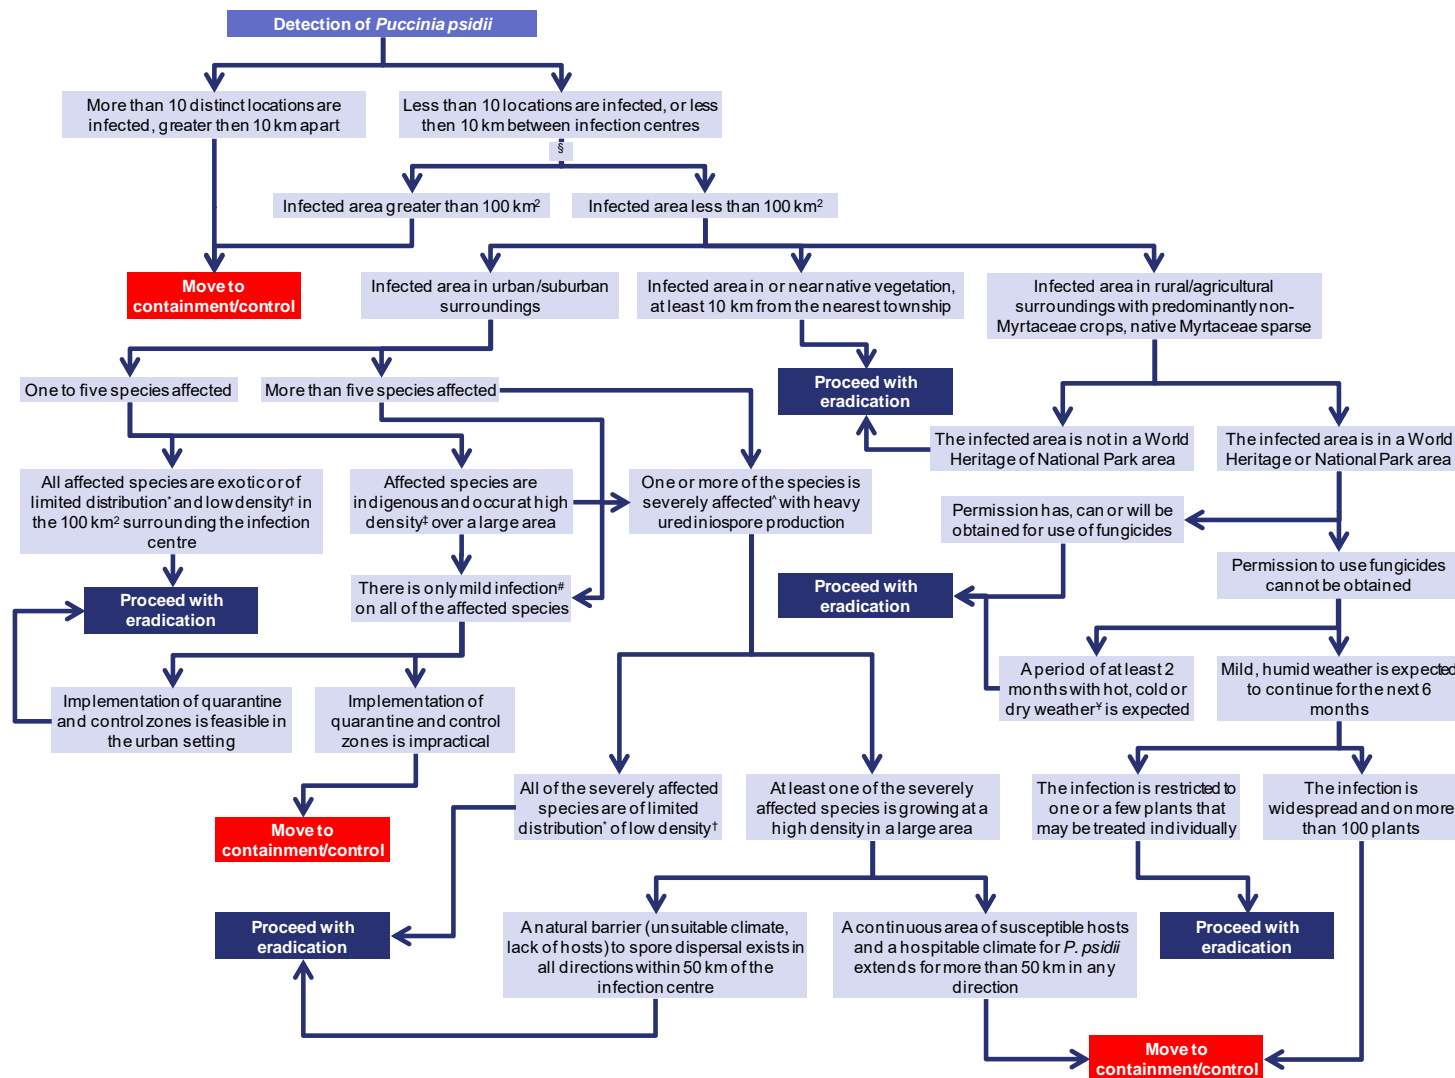 Detection of Puccinia psidii
More than 10 distinct locations are
infected, greater then 10 km apart
Less than 10 locations are infected, or less
then 10 km between infection centres
§
Infected area greater than 100 km²
Infected area less than 100 km²
Move to
containment/control
Infected area in urban/suburban
surroundings
Infected area in or near native vegetation,
at least 10 km from the nearest township
Infected area in rural/agricultural
surroundings with predominantly non-
Myrtaceae crops, native Myrtaceae sparse
One to five species affected
More than five species affected
Proceed with
eradication
The infected area is not in a World
Heritage of National Park area
The infected area is in a World
Heritage or National Park area
All affected species are exotic or of
limited distribution* and low density† in
the 100 km² surrounding the infection
centre
Affected species are
indigenous and occur at high
density‡ over a large area
One or more of the species is
severely affected^ with heavy
urediniospore production
Permission has, can or will be
obtained for use of fungicides
Permission to use fungicides
cannot be obtained
Proceed with
eradication
There is only mild infection#
on all of the affected species
Proceed with
eradication
Implementation of quarantine
and control zones is feasible in
the urban setting
Implementation of
quarantine and control
zones is impractical
A period of at least 2
months with hot, cold or
dry weather¥ is expected
Mild, humid weather is expected
to continue for the next 6
months
Move to
containment/control
All of the severely affected
species are of limited
distribution* of low density†
At least one of the severely
affected species is growing at a
high density in a large area
The infection is restricted to
one or a few plants that
may be treated individually
The infection is
widespread and on more
than 100 plants
Proceed with
eradication
A natural barrier (unsuitable climate,
lack of hosts) to spore dispersal exists in
all directions within 50 km of the
infection centre
A continuous area of susceptible hosts
and a hospitable climate for P. psidii
extends for more than 50 km in any
direction
Proceed with
eradication
Move to
containment/control